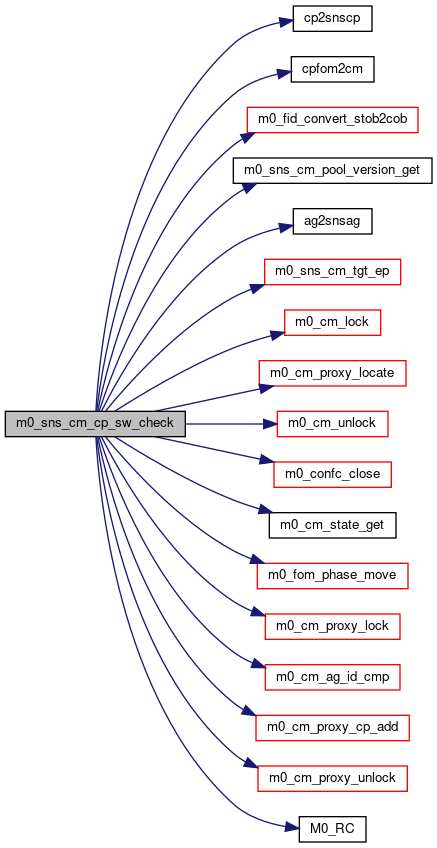 cp2snscp
cpfom2cm
m0_fid_convert_stob2cob
m0_sns_cm_pool_version_get
ag2snsag
m0_sns_cm_tgt_ep
m0_cm_lock
m0_cm_proxy_locate
m0_sns_cm_cp_sw_check
m0_cm_unlock
m0_confc_close
m0_cm_state_get
m0_fom_phase_move
m0_cm_proxy_lock
m0_cm_ag_id_cmp
m0_cm_proxy_cp_add
m0_cm_proxy_unlock
M0_RC